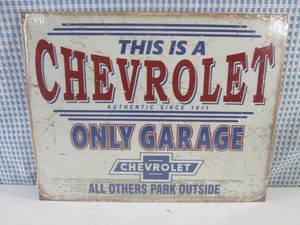 THIS IS A
CHEVROLET
AUTHENTIC SINCE 1911
ONLY GARAGE
CHEVROLET
ALL OTHERS PARK OUTSIDE